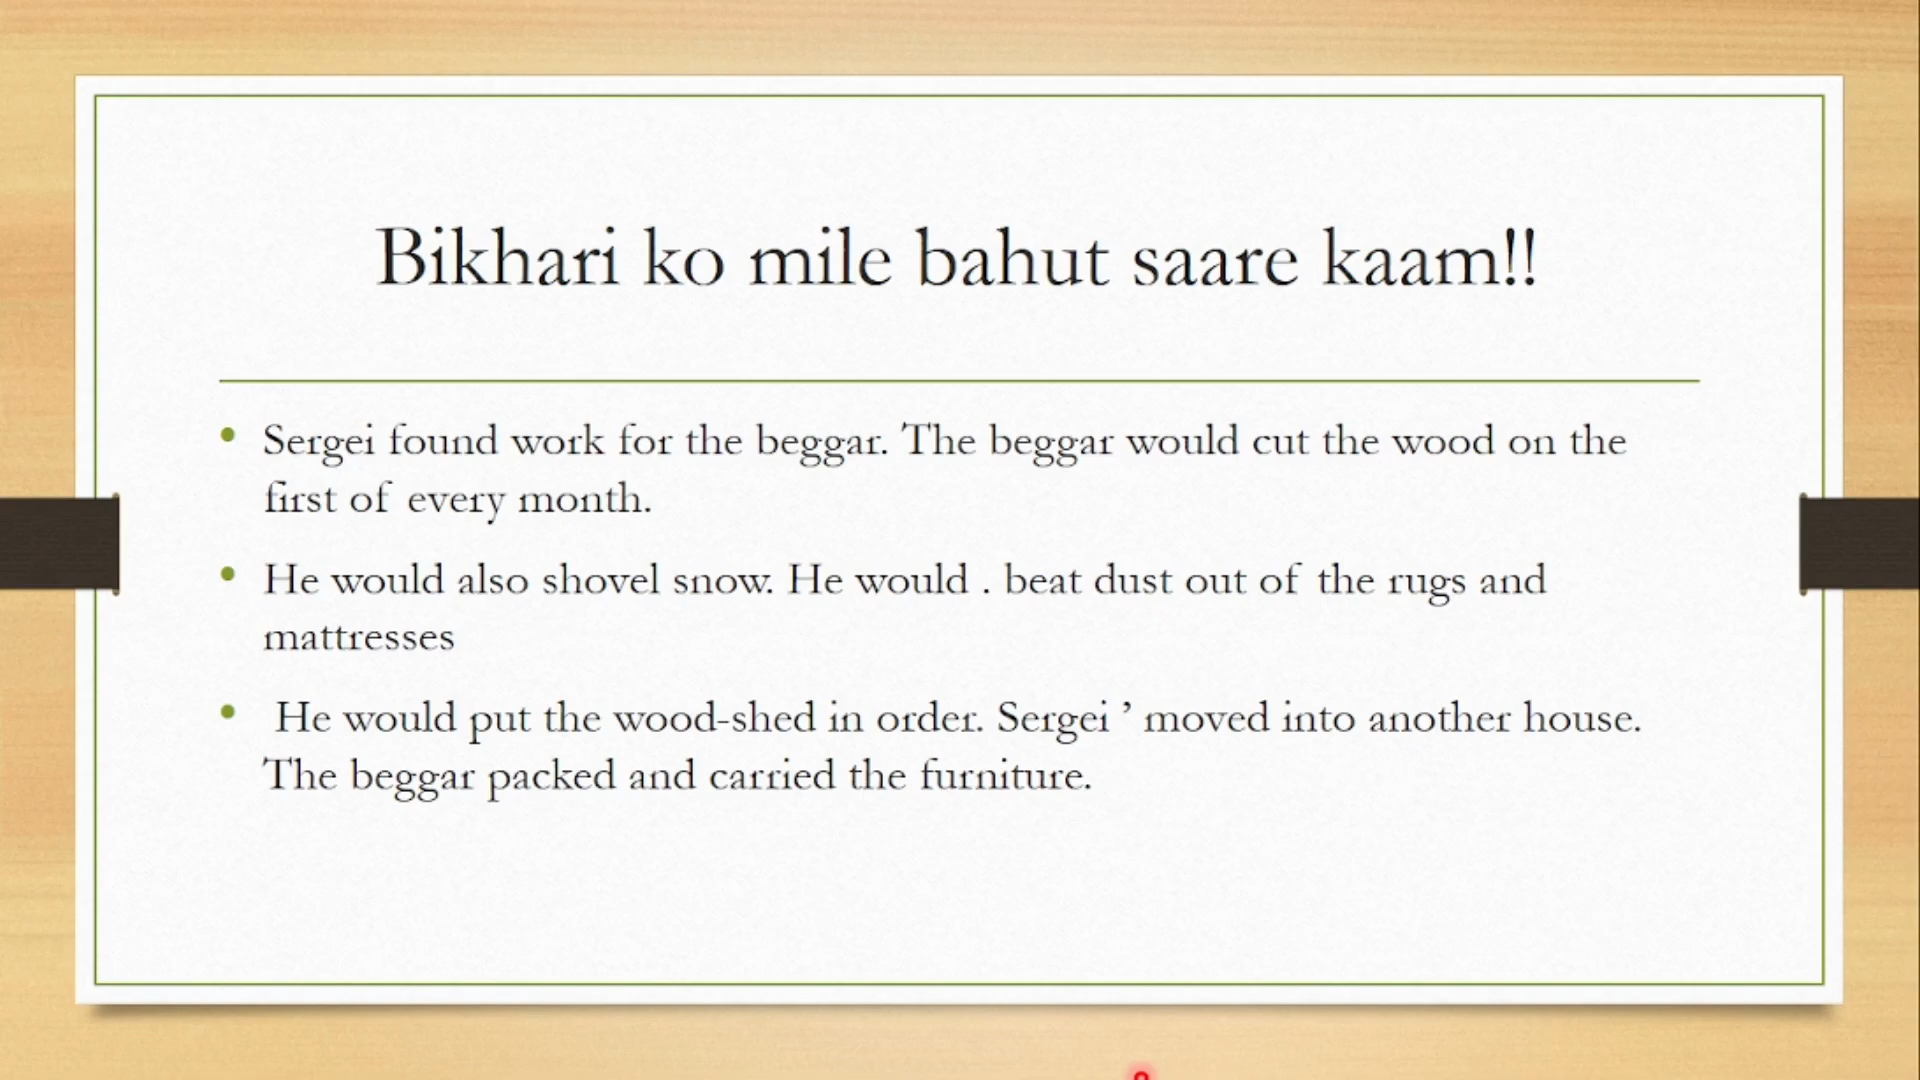 Bikhari ko mile bahut saare kaam!!
• Sergei found work for the beggar. The beggar would cut the wood on the
first of every month.
• He would also shovel snow. He would . beat dust out of the rugs and
mattresses
• He would put the wood-shed in order. Sergei ’ moved into another house.
The beggar packed and carried the furniture.